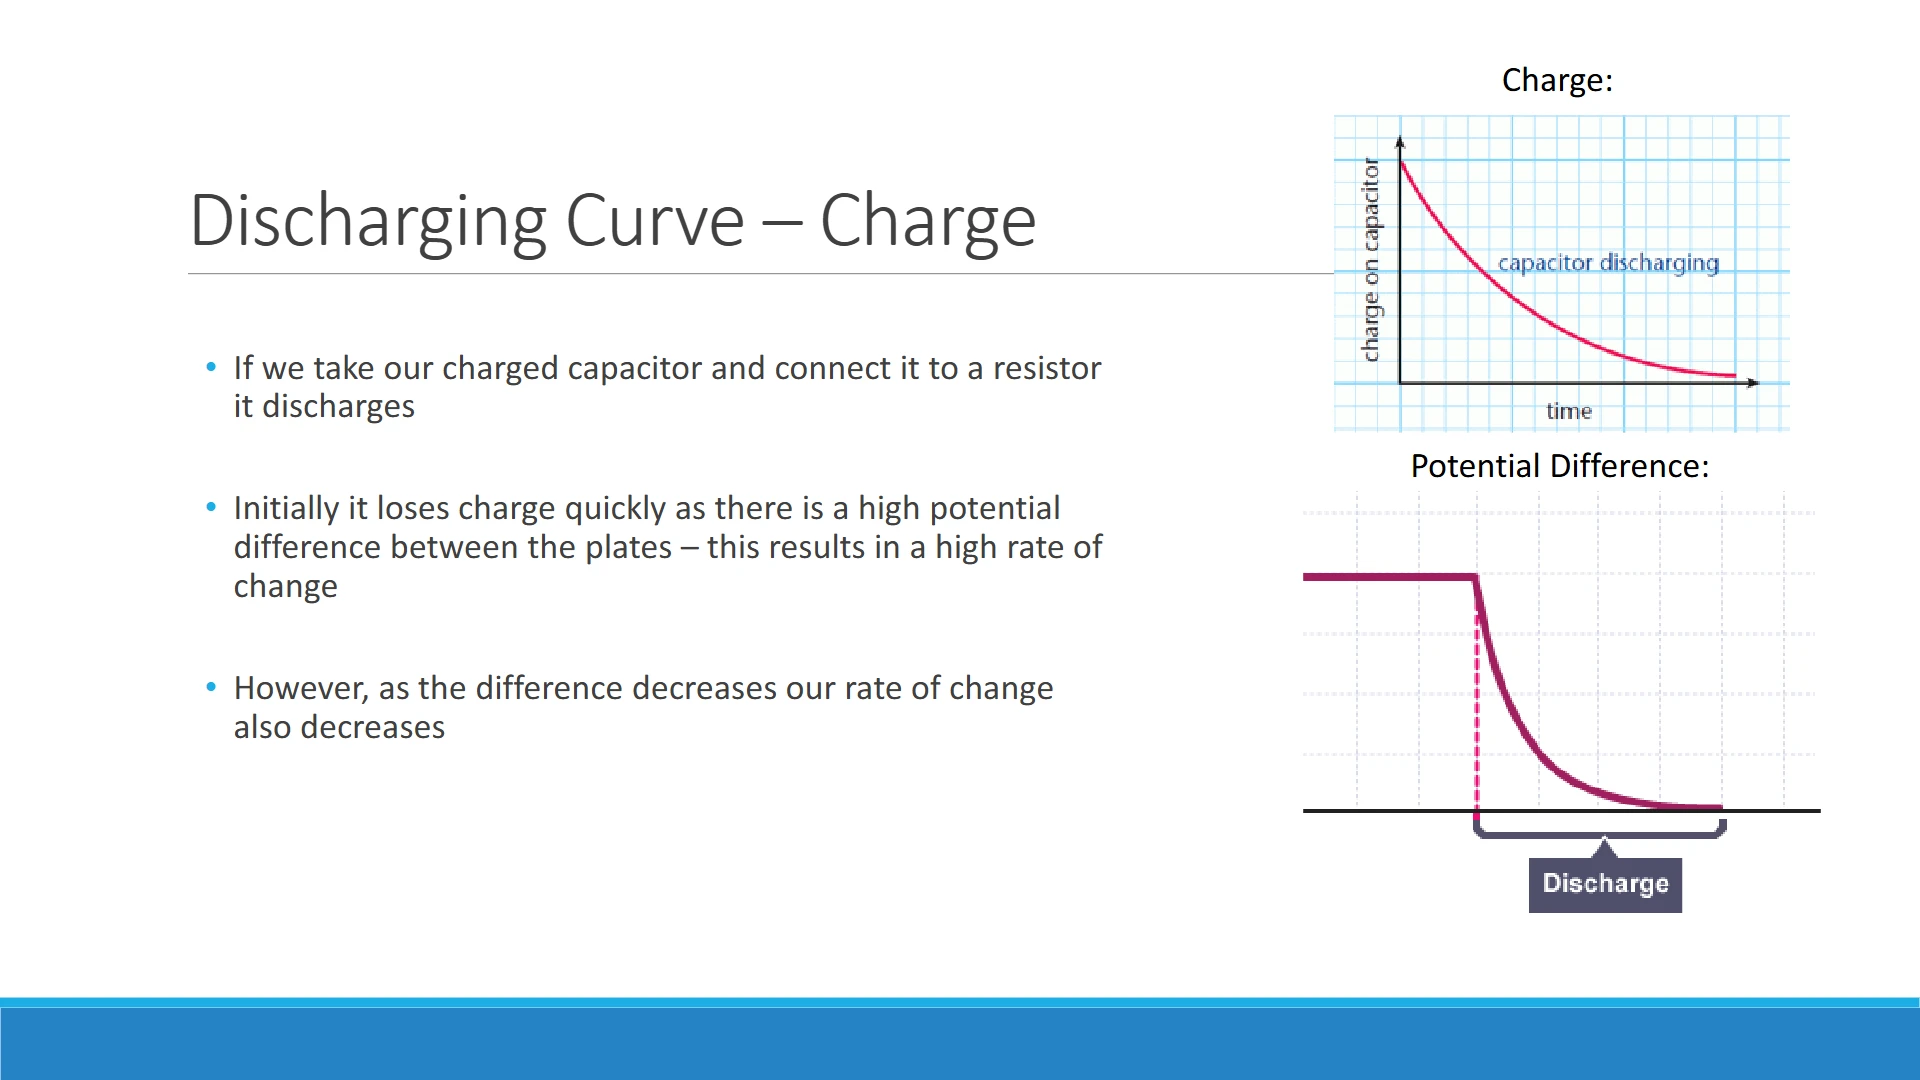 Discharging Curve – Charge
• If we take our charged capacitor and connect it to a resistor
it discharges
• Initially it loses charge quickly as there is a high potential
difference between the plates – this results in a high rate of
change
• However, as the difference decreases our rate of change
also decreases
Charge:
charge on capacitor
capacitor discharging
time
Potential Difference:
Discharge